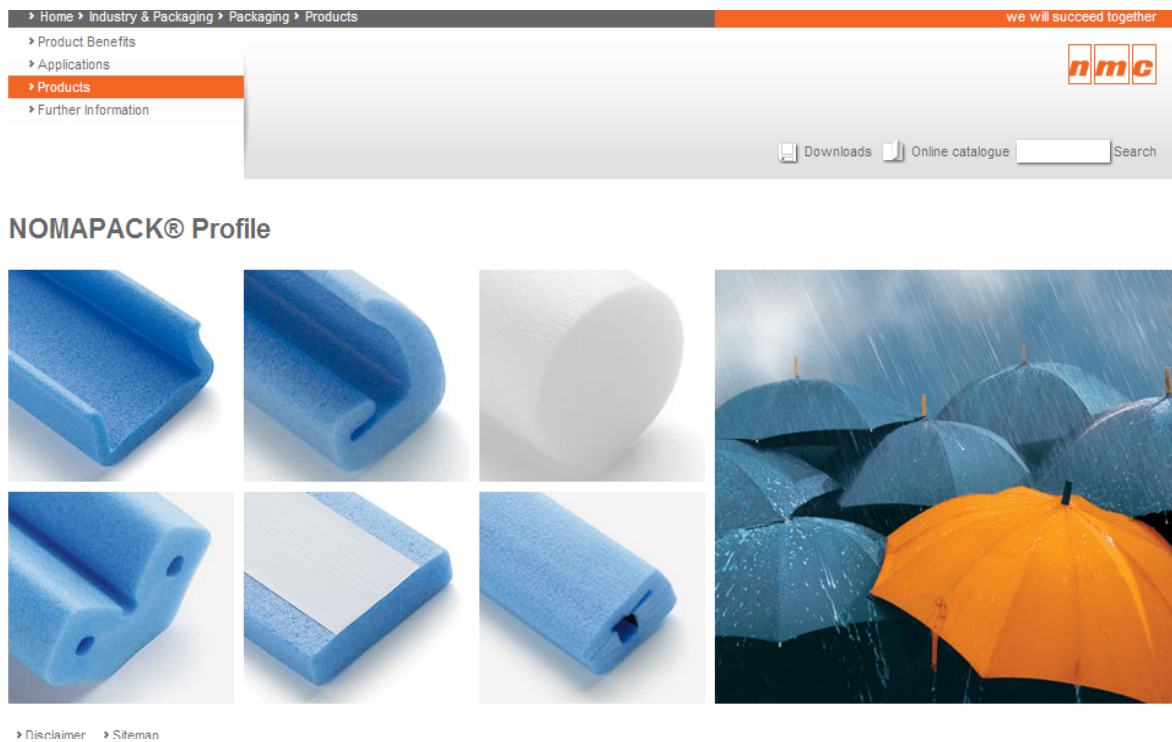 › Home › Industry & Packaging › Packaging › Products
we will succeed together
› Product Benefits
› Applications
› Products
› Further Information
nmc
Downloads
Online catalogue
Search
NOMAPACK® Profile
› Disclaimer › Sitemap